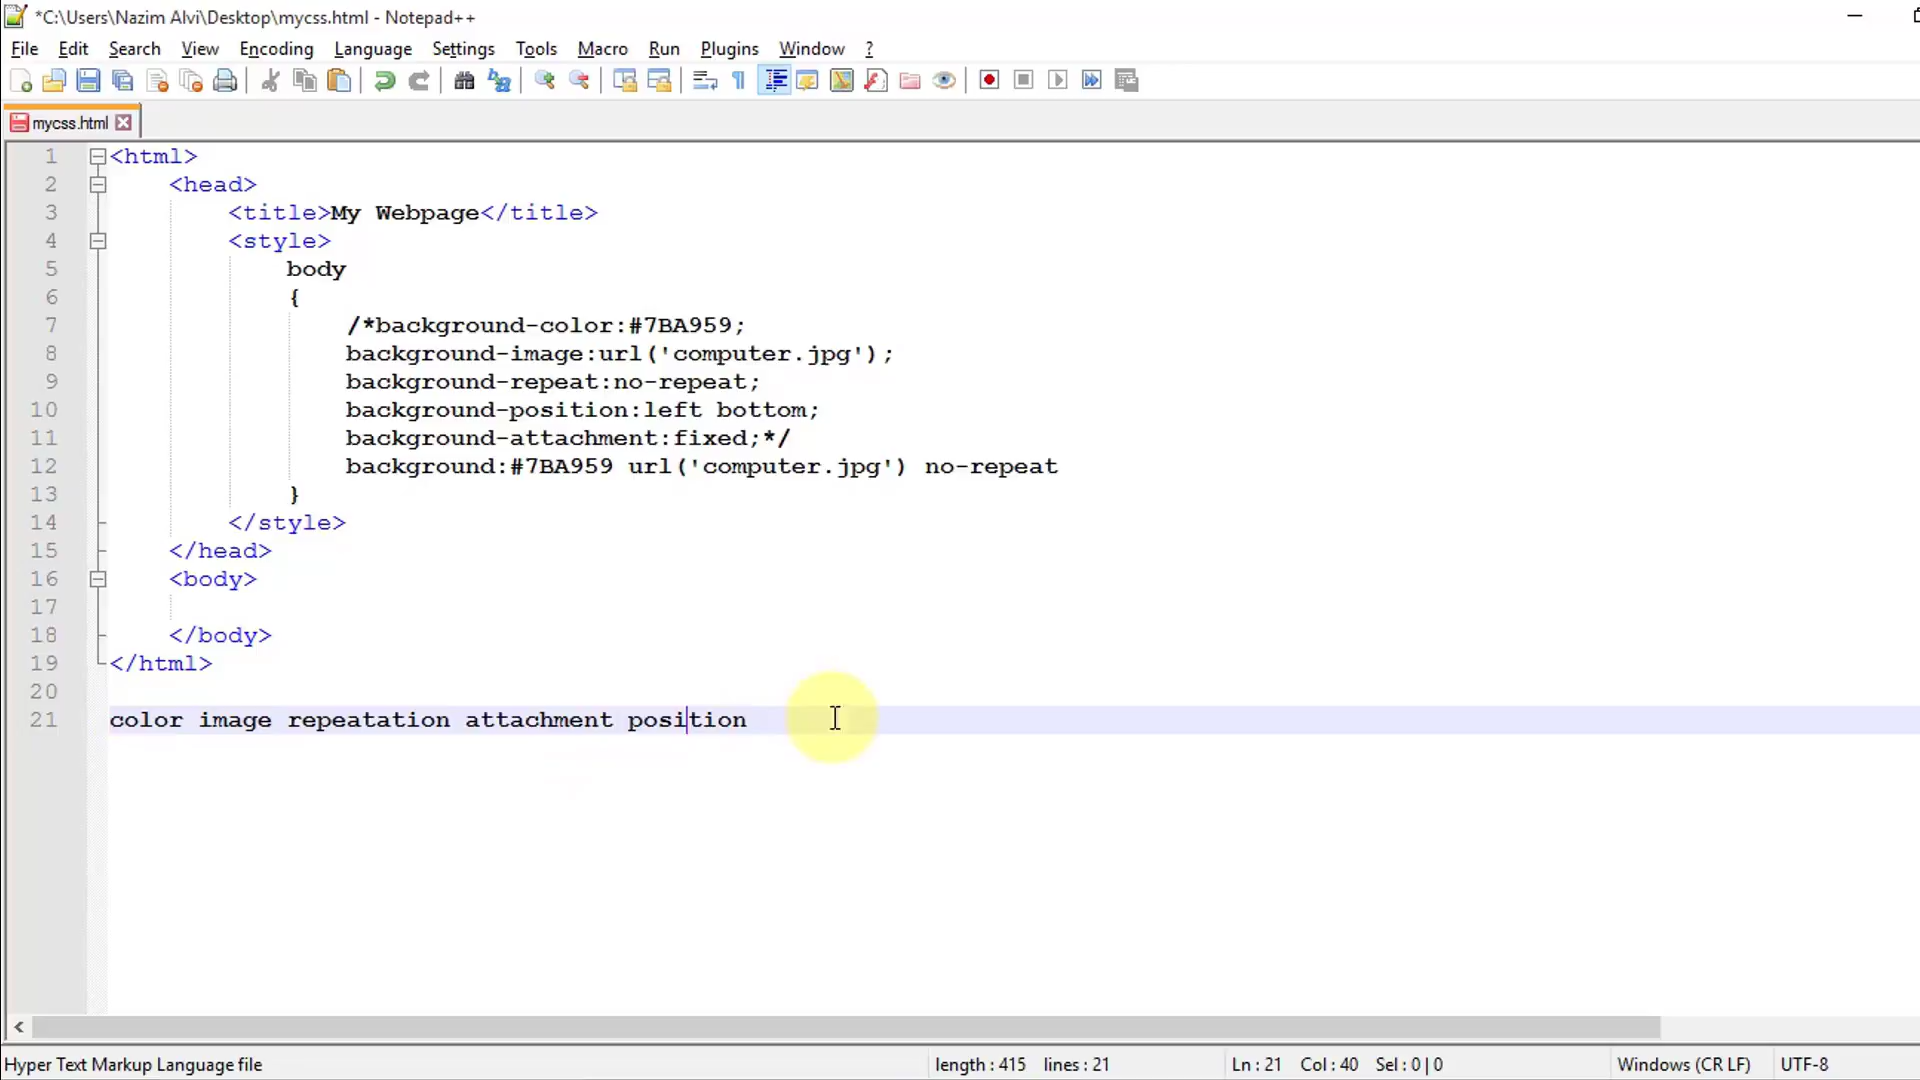 *C:\Users\Nazim Alvi\Desktop\mycss.html - Notepad++
File Edit Search View Encoding Language Settings Tools Macro Run Plugins Window ?
mycss.html
1 <html>
2 <head>
3 <title>My Webpage</title>
4 <style>
5 body
6 {
7 /*background-color:#7BA959;
8 background-image:url('computer.jpg');
9 background-repeat:no-repeat;
10 background-position:left bottom;
11 background-attachment:fixed;*/
12 background:#7BA959 url('computer.jpg') no-repeat
13 }
14 </style>
15 </head>
16 <body>
17
18 </body>
19 </html>
20
21 color image repeatation attachment position
Hyper Text Markup Language file length : 415 lines : 21 Ln : 21 Col : 40 Sel : 0 | 0 Windows (CR LF) UTF-8